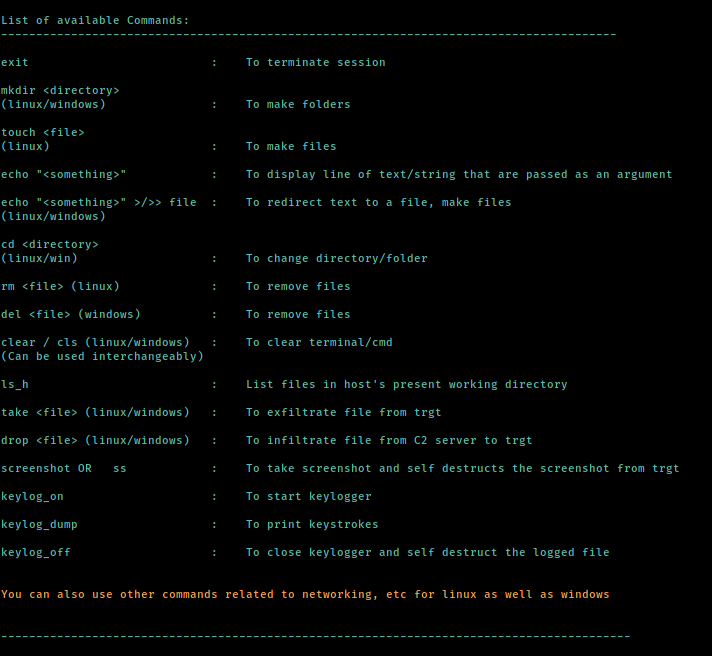 List of available Commands:
----------------------------------------------------------------------------------------
exit : To terminate session
mkdir <directory>
(linux/windows) : To make folders
touch <file>
(linux) : To make files
echo "<something>" : To display line of text/string that are passed as an argument
echo "<something>" >/>> file : To redirect text to a file, make files
(linux/windows)
cd <directory>
(linux/win) : To change directory/folder
rm <file> (linux) : To remove files
del <file> (windows) : To remove files
clear / cls (linux/windows) : To clear terminal/cmd
(Can be used interchangeably)
ls_h : List files in host's present working directory
take <file> (linux/windows) : To exfiltrate file from trgt
drop <file> (linux/windows) : To infiltrate file from C2 server to trgt
screenshot OR ss : To take screenshot and self destructs the screenshot from trgt
keylog_on : To start keylogger
keylog_dump : To print keystrokes
keylog_off : To close keylogger and self destruct the logged file
You can also use other commands related to networking, etc for linux as well as windows
------------------------------------------------------------------------------------------